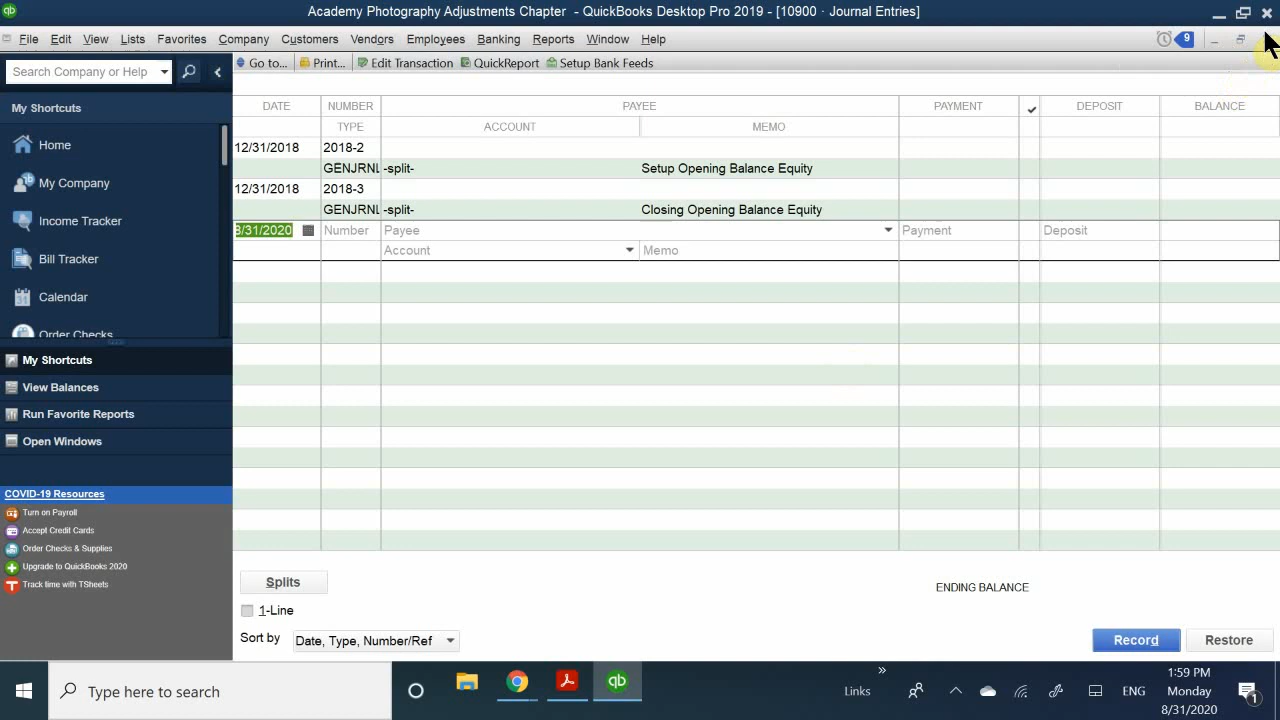 Academy Photography Adjustments Chapter - QuickBooks Desktop Pro 2019 - [10900 · Journal Entries]
File Edit View Lists Favorites Company Customers Vendors Employees Banking Reports Window Help 9
Search Company or Help
Go to... Print... Edit Transaction QuickReport Setup Bank Feeds
My Shortcuts
Home
My Company
Income Tracker
Bill Tracker
Calendar
Order Checks
My Shortcuts
View Balances
Run Favorite Reports
Open Windows
COVID-19 Resources
Turn on Payroll
Accept Credit Cards
Order Checks & Supplies
Upgrade to QuickBooks 2020
Track time with TSheets
DATE NUMBER PAYEE PAYMENT ✓ DEPOSIT BALANCE
TYPE ACCOUNT MEMO
12/31/2018 2018-2
GENJRNL -split- Setup Opening Balance Equity
12/31/2018 2018-3
GENJRNL -split- Closing Opening Balance Equity
8/31/2020 Number Payee Payment Deposit
Account Memo
Splits
ENDING BALANCE
1-Line
Sort by Date, Type, Number/Ref
Record Restore
qb
Type here to search
Links
ENG
1:59 PM
Monday
8/31/2020
1